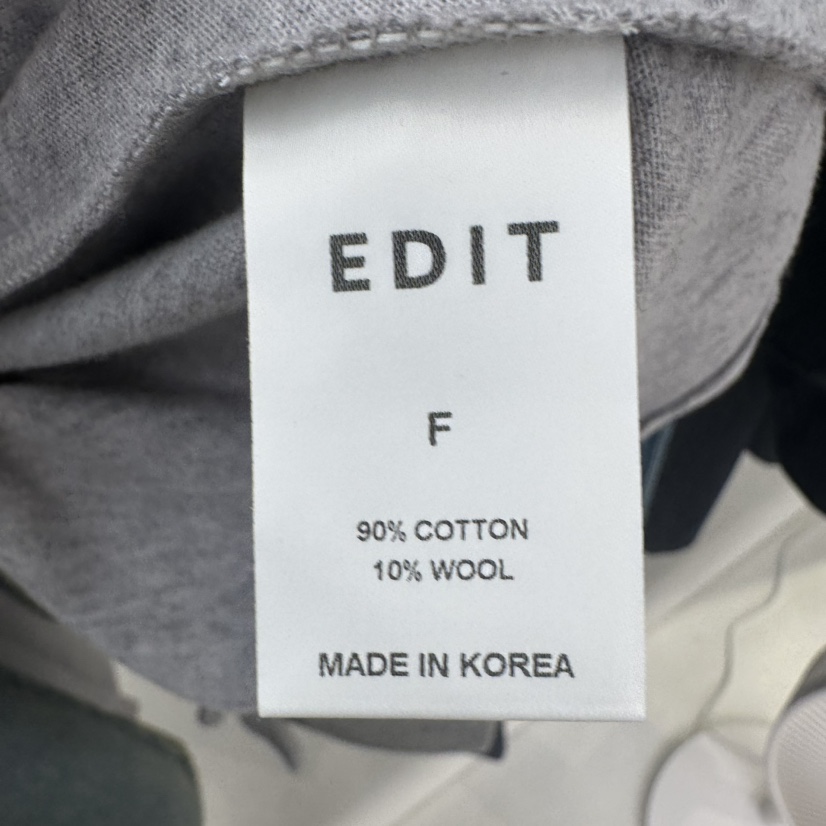 EDIT
F
90% COTTON
10% WOOL
MADE IN KOREA